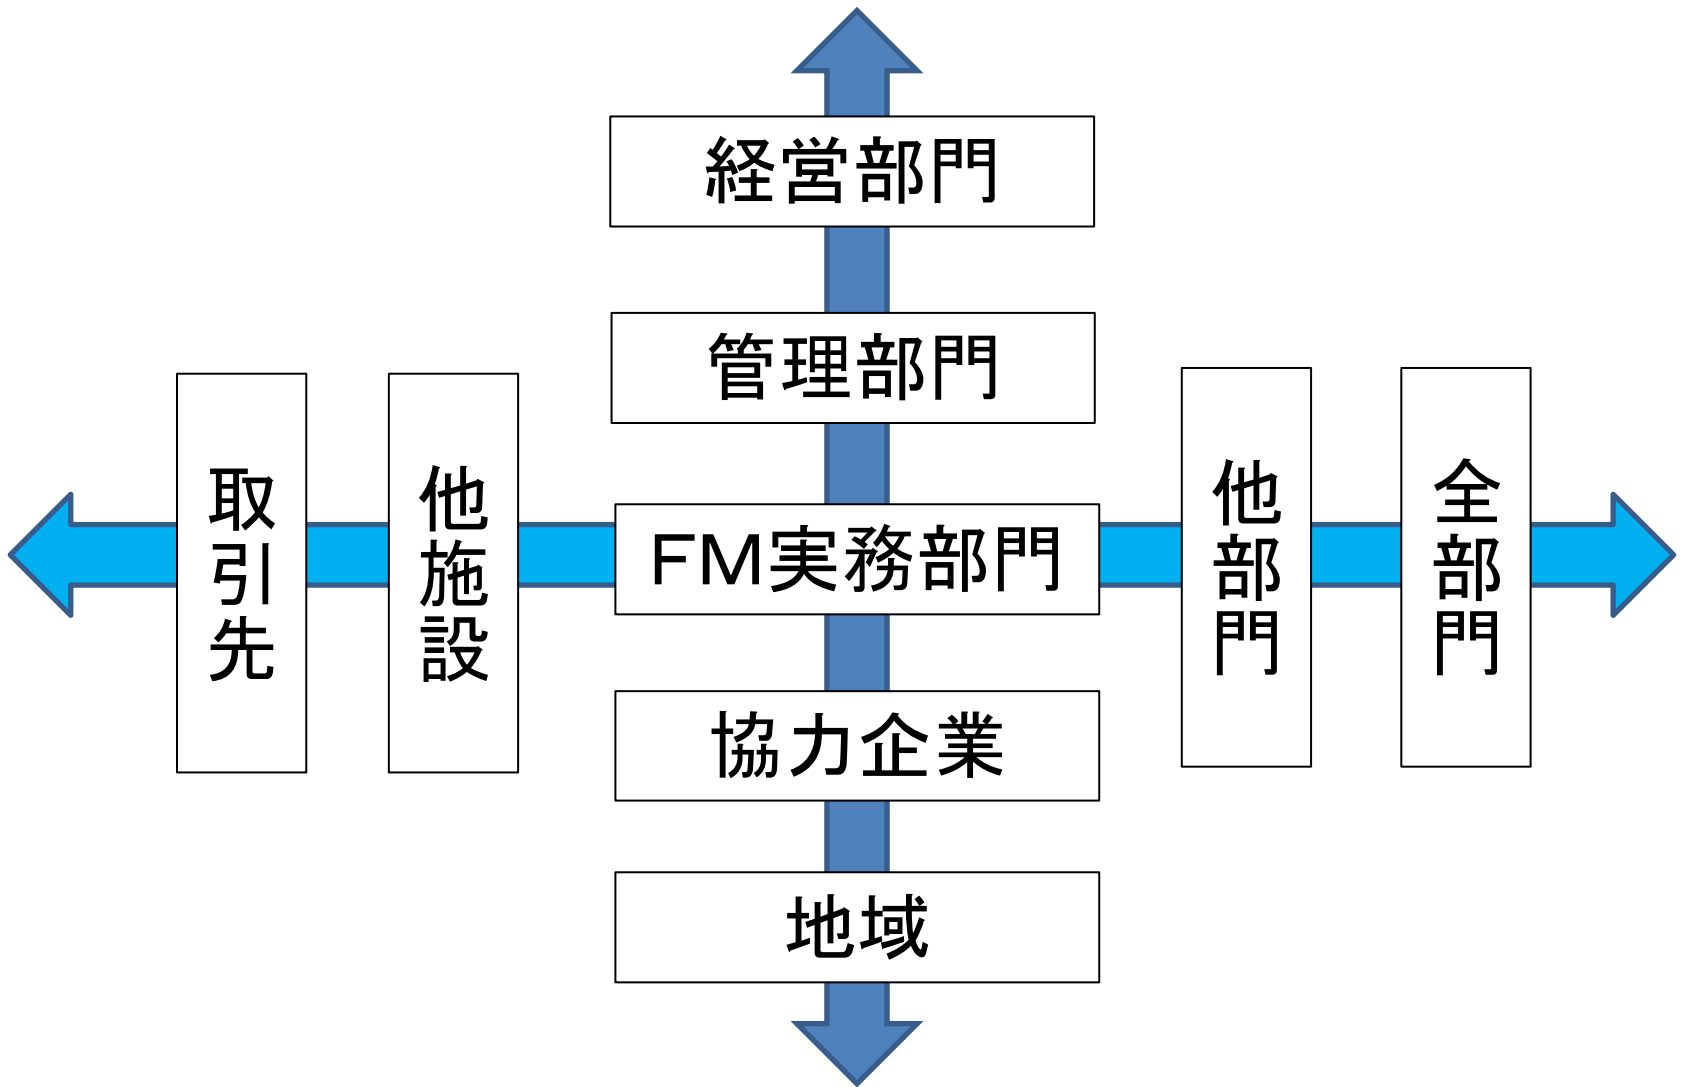 経営部門
管理部門
取引先
他施設
FM実務部門
他部門
全部門
協力企業
地域